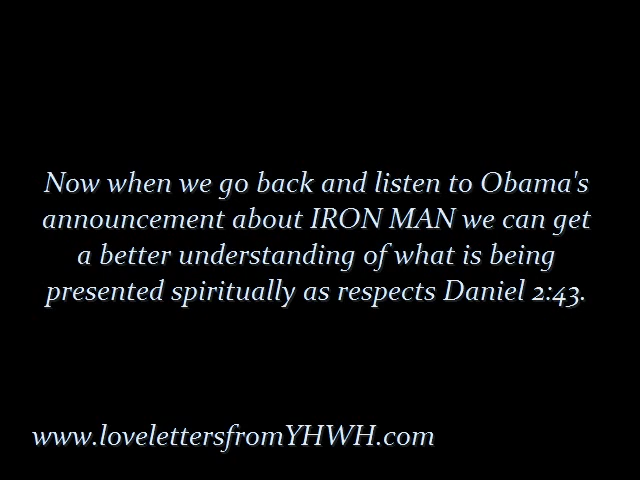 Now when we go back and listen to Obama's
announcement about IRON MAN we can get
a better understanding of what is being
presented spiritually as respects Daniel 2:43.
www.lovelettersfromYHWH.com